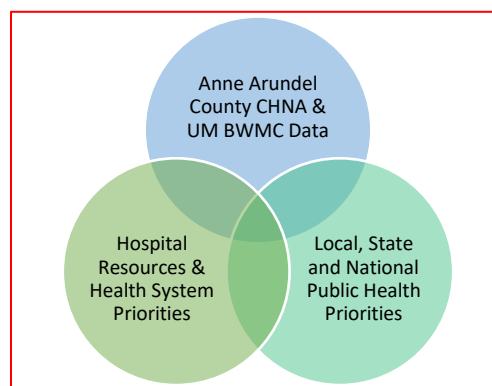 Anne Arundel
County CHNA &
UM BWMC Data
Hospital
Resources &
Health System
Priorities
Local, State
and National
Public Health
Priorities